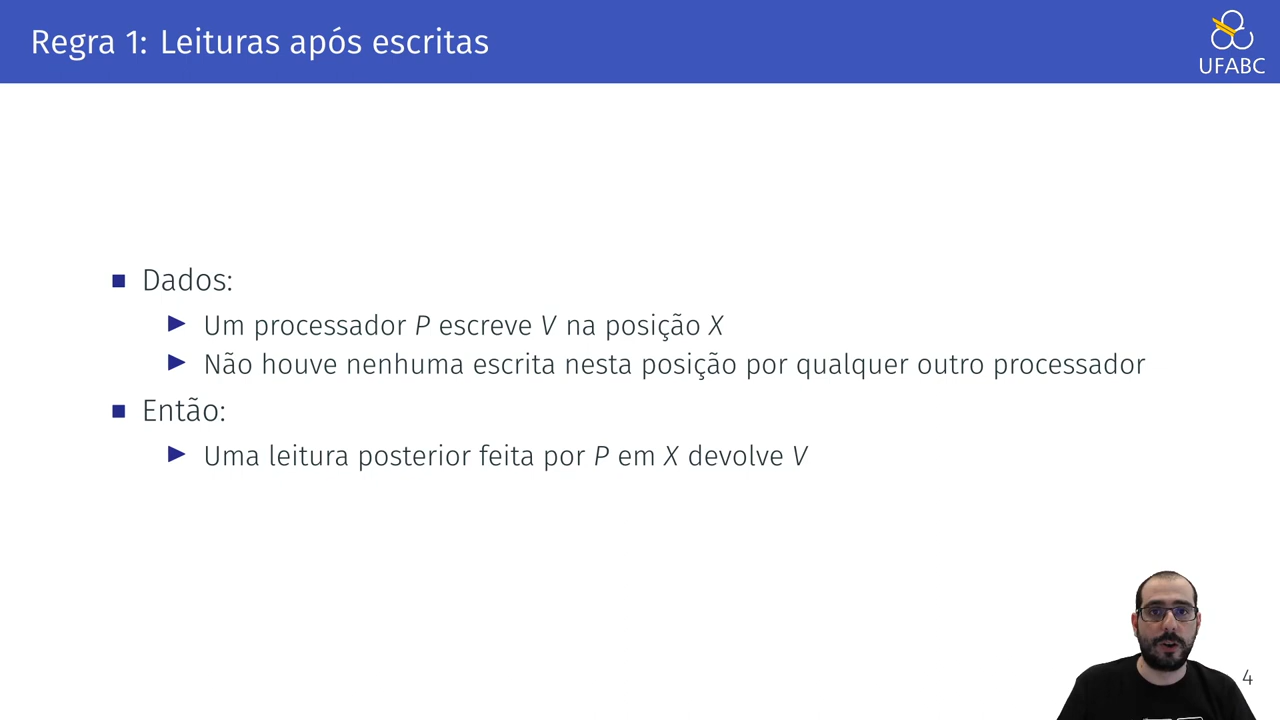 Regra 1: Leituras após escritas
UFABC
Dados:
Um processador P escreve V na posição X
Não houve nenhuma escrita nesta posição por qualquer outro processador
Então:
Uma leitura posterior feita por P em X devolve V
4